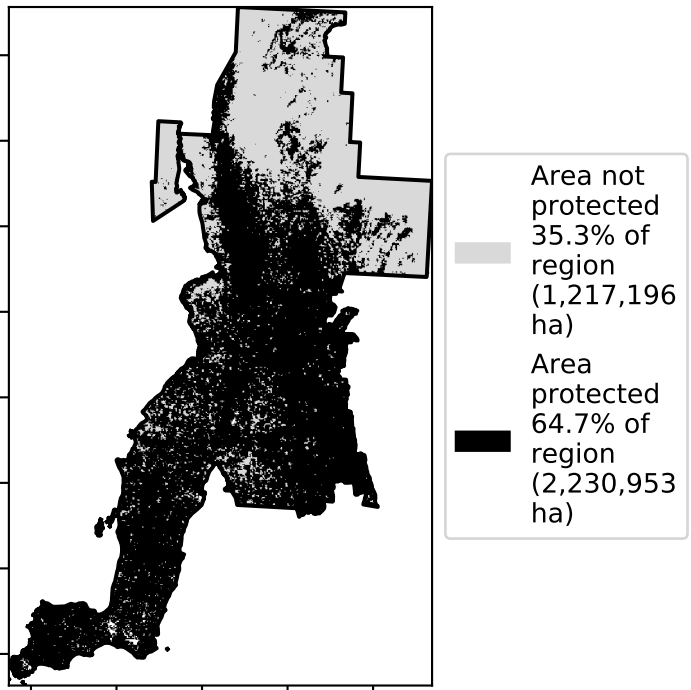 Area not
protected
35.3% of
region
(1,217,196
ha)
Area
protected
64.7% of
region
(2,230,953
ha)